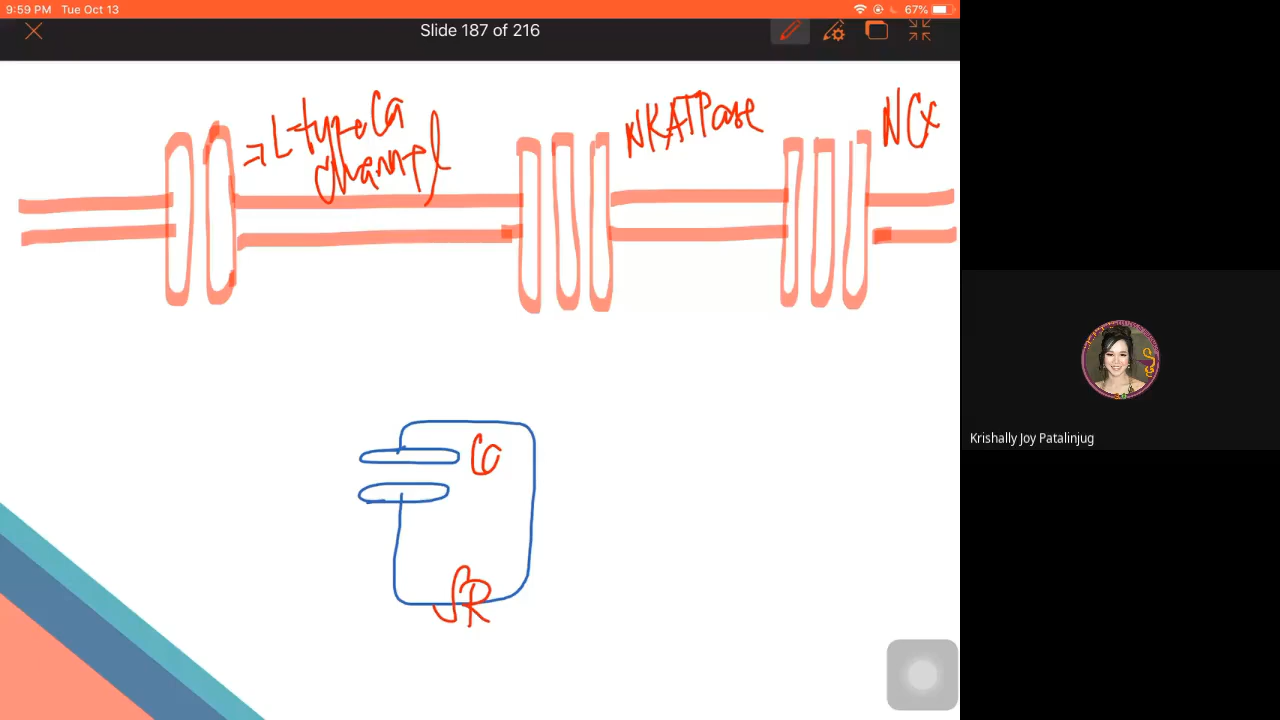 9:59 PM Tue Oct 13
67%
Slide 187 of 216
⇒ L-type Ca
channel
NKATPase
NCX
Ca
SR
Krishally Joy Patalinjug